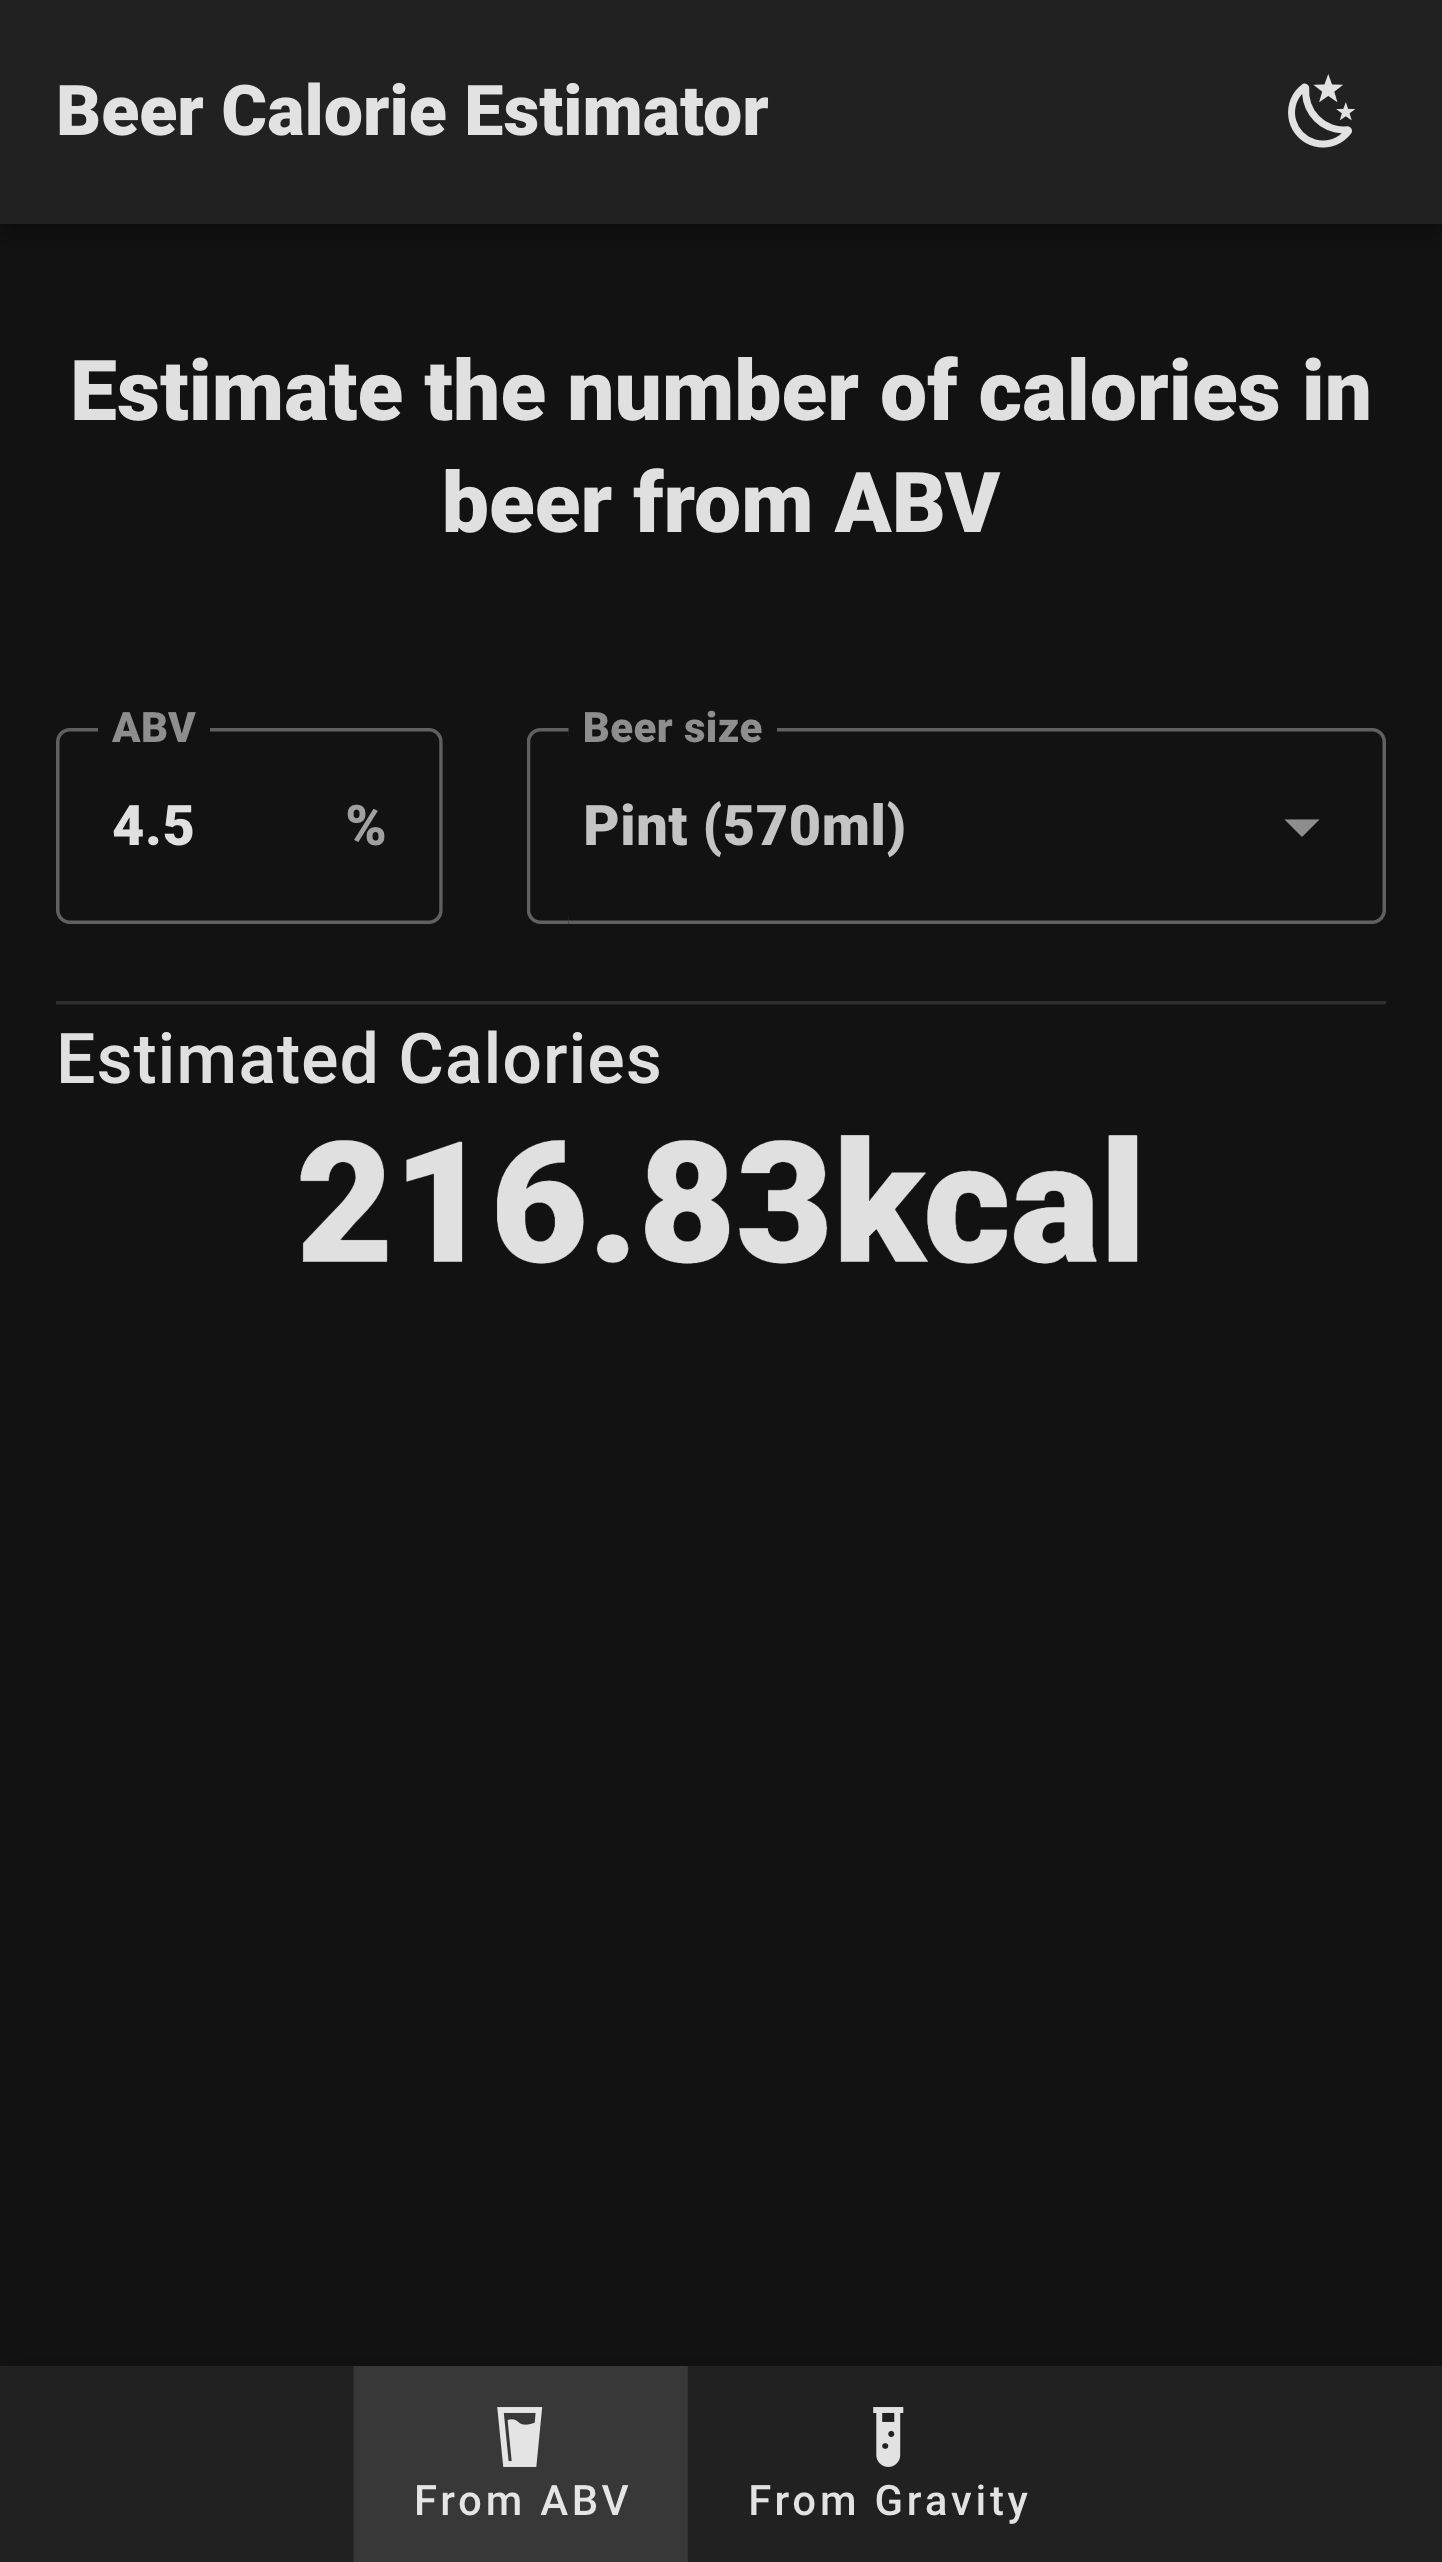 Beer Calorie Estimator
Estimate the number of calories in
beer from ABV
ABV
4.5 %
Beer size
Pint (570ml)
Estimated Calories
216.83kcal
From ABV
From Gravity